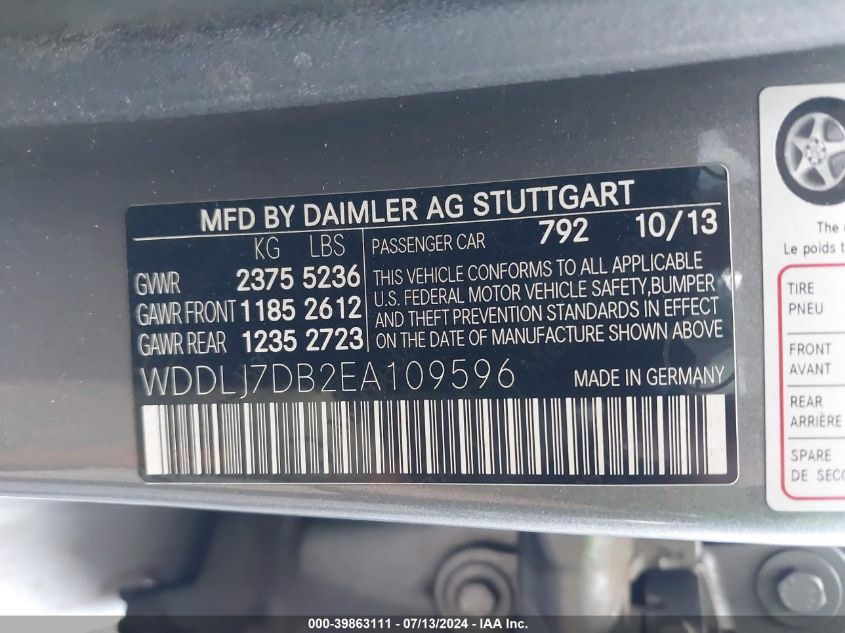 MFD BY DAIMLER AG STUTTGART
KG LBS
GVWR 2375 5236
GAWR FRONT 1185 2612
GAWR REAR 1235 2723
PASSENGER CAR 792 10/13
THIS VEHICLE CONFORMS TO ALL APPLICABLE
U.S. FEDERAL MOTOR VEHICLE SAFETY,BUMPER
AND THEFT PREVENTION STANDARDS IN EFFECT
ON THE DATE OF MANUFACTURE SHOWN ABOVE
WDDLJ7DB2EA109596 MADE IN GERMANY
The
Le poids t
TIRE
PNEU
FRONT
AVANT
REAR
ARRIÈRE
SPARE
DE SECO
000-39863111 - 07/13/2024 - IAA Inc.